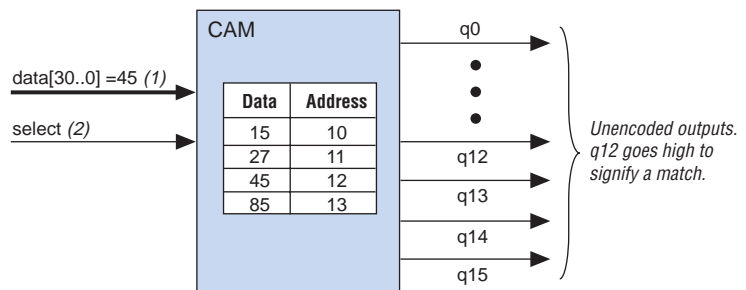 CAM
q0
data[30..0] =45 (1)
select (2)
Data Address
15 10
27 11
45 12
85 13
q12
q13
q14
q15
Unencoded outputs.
q12 goes high to
signify a match.